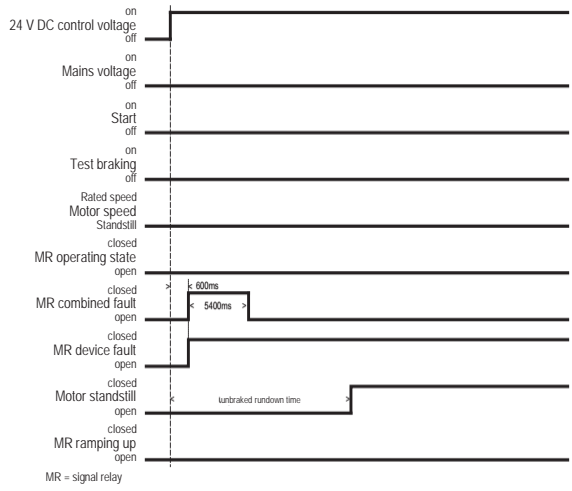 on
24 V DC control voltage
off
on
Mains voltage
off
on
Start
off
on
Test braking
off
Rated speed
Motor speed
Standstill
closed
MR operating state
open
closed
> < 600ms
MR combined fault
< 5400ms >
open
closed
MR device fault
open
closed
Motor standstill
< unbraked rundown time >
open
closed
MR ramping up
open
MR = signal relay